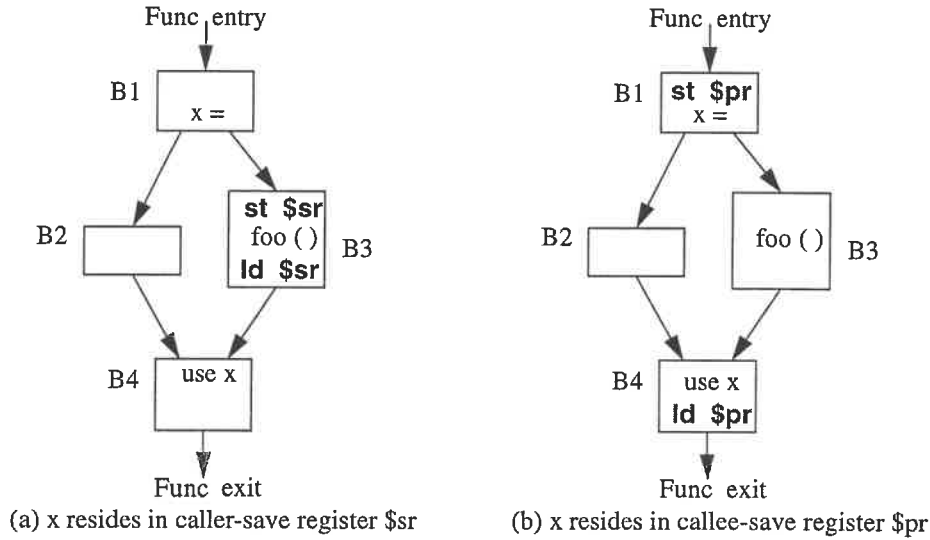 Func entry
B1
x =
B2
st $sr
foo ( )
ld $sr
B3
B4
use x
Func exit
(a) x resides in caller-save register $sr
Func entry
B1
st $pr
x =
B2
foo ( )
B3
B4
use x
ld $pr
Func exit
(b) x resides in callee-save register $pr